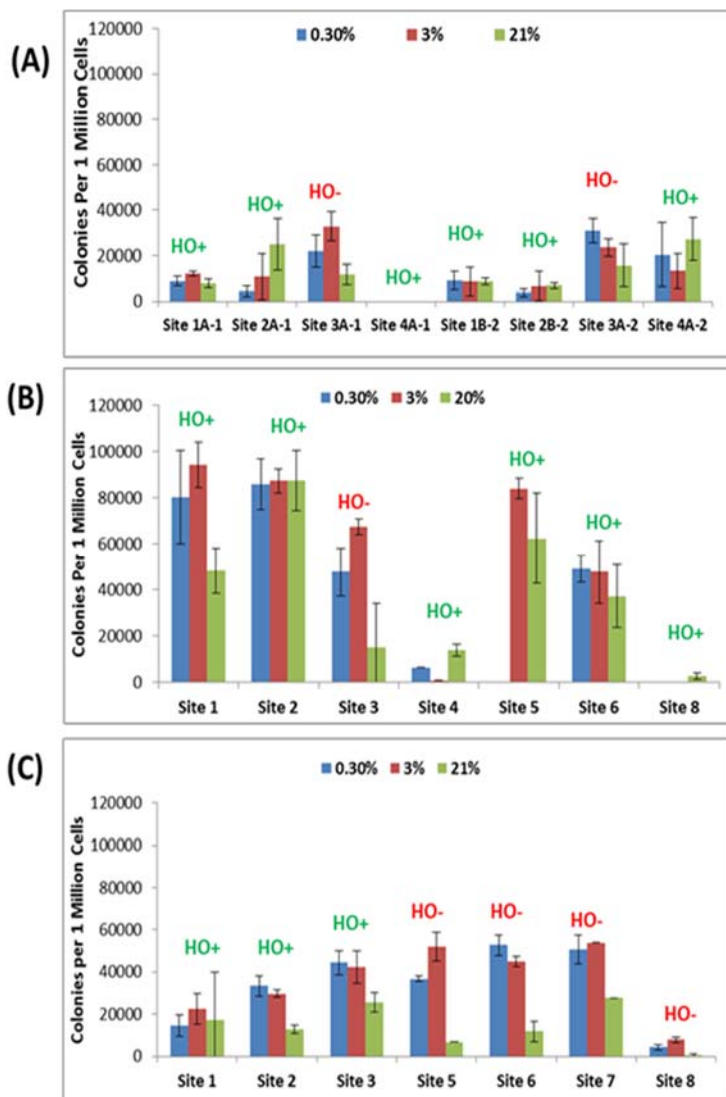 (A)
0.30% 3% 21%
Colonies Per 1 Million Cells
120000
100000
80000
60000
40000
20000
0
HO+
HO+
HO-
HO+
HO+
HO+
HO-
HO+
Site 1A-1 Site 2A-1 Site 3A-1 Site 4A-1 Site 1B-2 Site 2B-2 Site 3A-2 Site 4A-2
(B)
0.30% 3% 20%
Colonies Per 1 Million Cells
120000
100000
80000
60000
40000
20000
0
HO+
HO+
HO-
HO+
HO+
HO+
HO+
Site 1 Site 2 Site 3 Site 4 Site 5 Site 6 Site 8
(C)
0.30% 3% 21%
Colonies per 1 Million Cells
120000
100000
80000
60000
40000
20000
0
HO+
HO+
HO+
HO-
HO-
HO-
HO-
Site 1 Site 2 Site 3 Site 5 Site 6 Site 7 Site 8